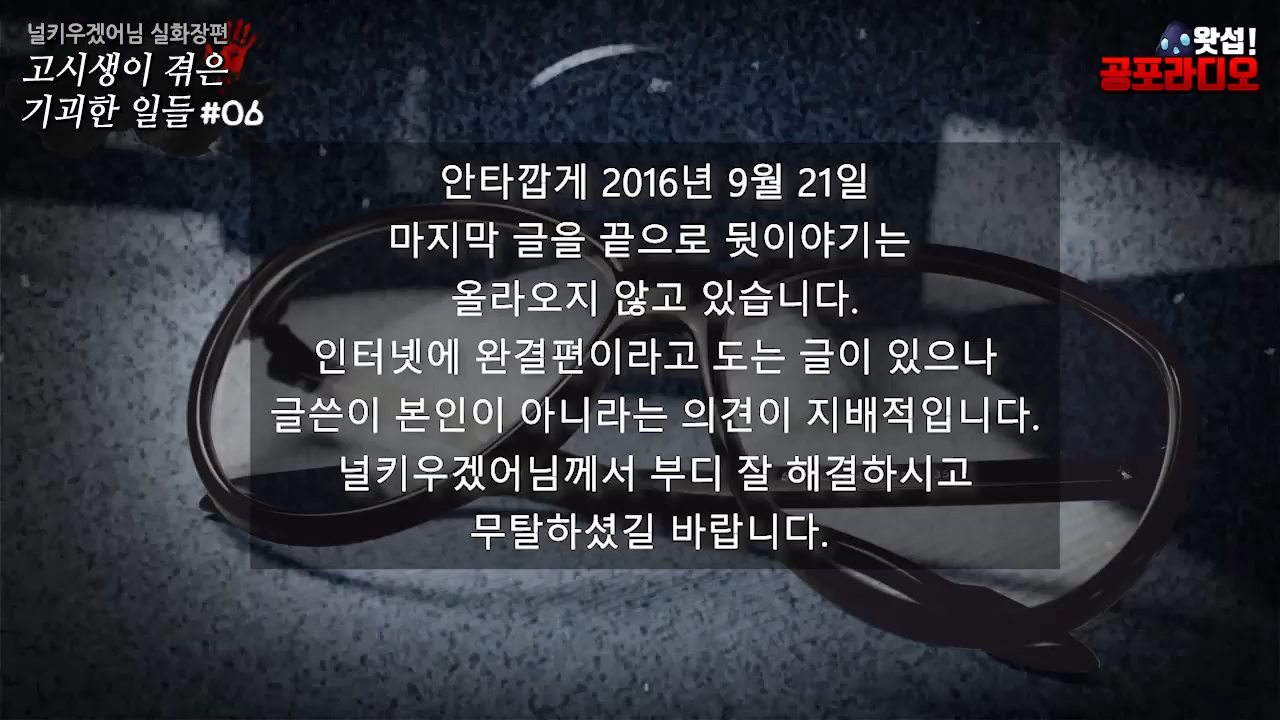 널키우겠어님 실화장편
고시생이 겪은
기괴한 일들 #06
왓섭!
공포라디오
안타깝게 2016년 9월 21일
마지막 글을 끝으로 뒷이야기는
올라오지 않고 있습니다.
인터넷에 완결편이라고 도는 글이 있으나
글쓴이 본인이 아니라는 의견이 지배적입니다.
널키우겠어님께서 부디 잘 해결하시고
무탈하셨길 바랍니다.